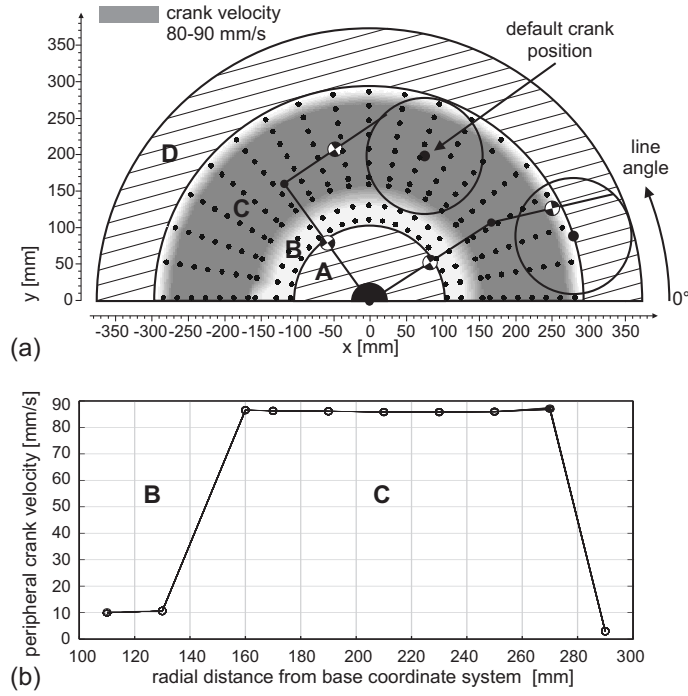 crank velocity
80-90 mm/s
default crank
position
line
angle
0°
D
C
B
A
350
300
250
200
150
100
50
0
y [mm]
-350 -300 -250 -200 -150 -100 -50 0 50 100 150 200 250 300 350
x [mm]
(a)
90
80
70
60
50
40
30
20
10
0
peripheral crank velocity [mm/s]
B
C
100 120 140 160 180 200 220 240 260 280 300
radial distance from base coordinate system [mm]
(b)